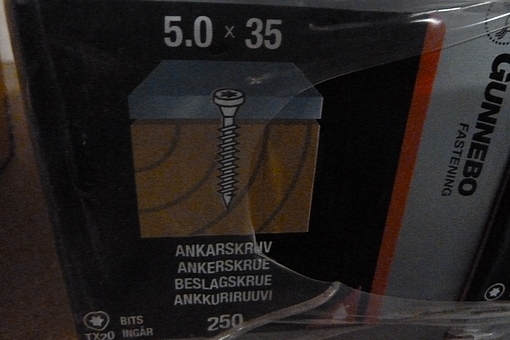 5.0 x 35
ANKARSKRUV
ANKERSKRUE
BESLAGSKRUE
ANKKURIRUUVI
BITS
TX20 INGÅR
250
GUNNEBO
FASTENING